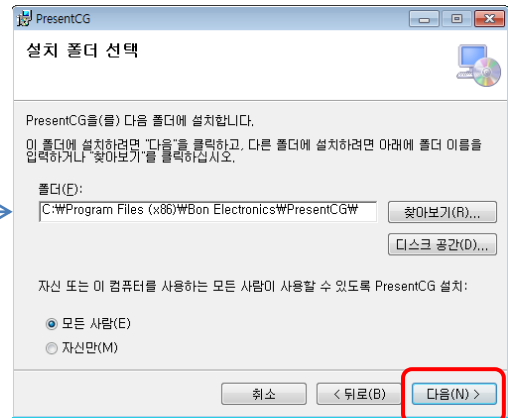 PresentCG
설치 폴더 선택
PresentCG을(를) 다음 폴더에 설치합니다.
이 폴더에 설치하려면 "다음"을 클릭하고, 다른 폴더에 설치하려면 아래에 폴더 이름을
입력하거나 "찾아보기"를 클릭하십시오.
폴더(F):
C:₩Program Files (x86)₩Bon Electronics₩PresentCG₩
찾아보기(R)...
디스크 공간(D)...
자신 또는 이 컴퓨터를 사용하는 모든 사람이 사용할 수 있도록 PresentCG 설치:
모든 사람(E)
자신만(M)
취소
< 뒤로(B)
다음(N) >